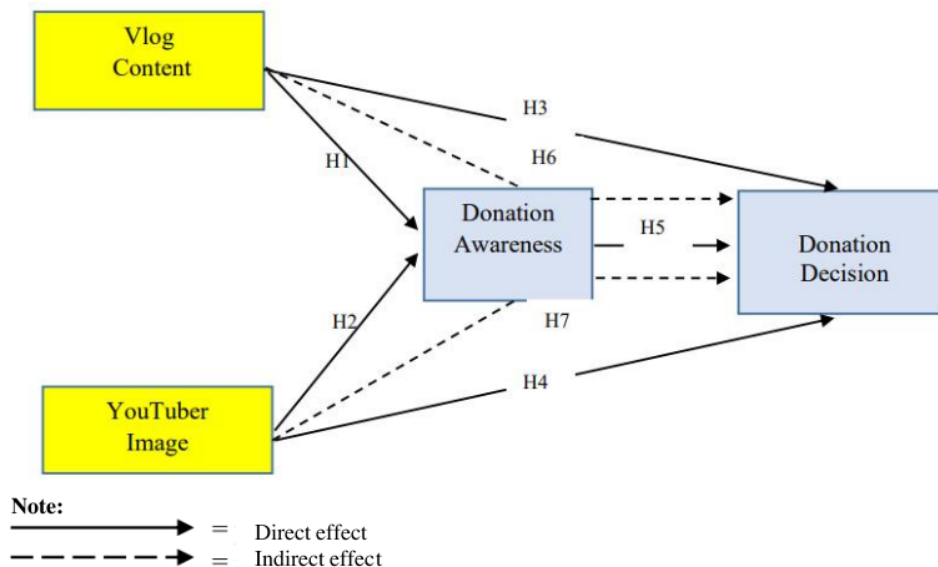 Vlog
Content
H3
H1
H6
Donation
Awareness
H5
Donation
Decision
H2
H7
H4
YouTuber
Image
Note:
= Direct effect
= Indirect effect